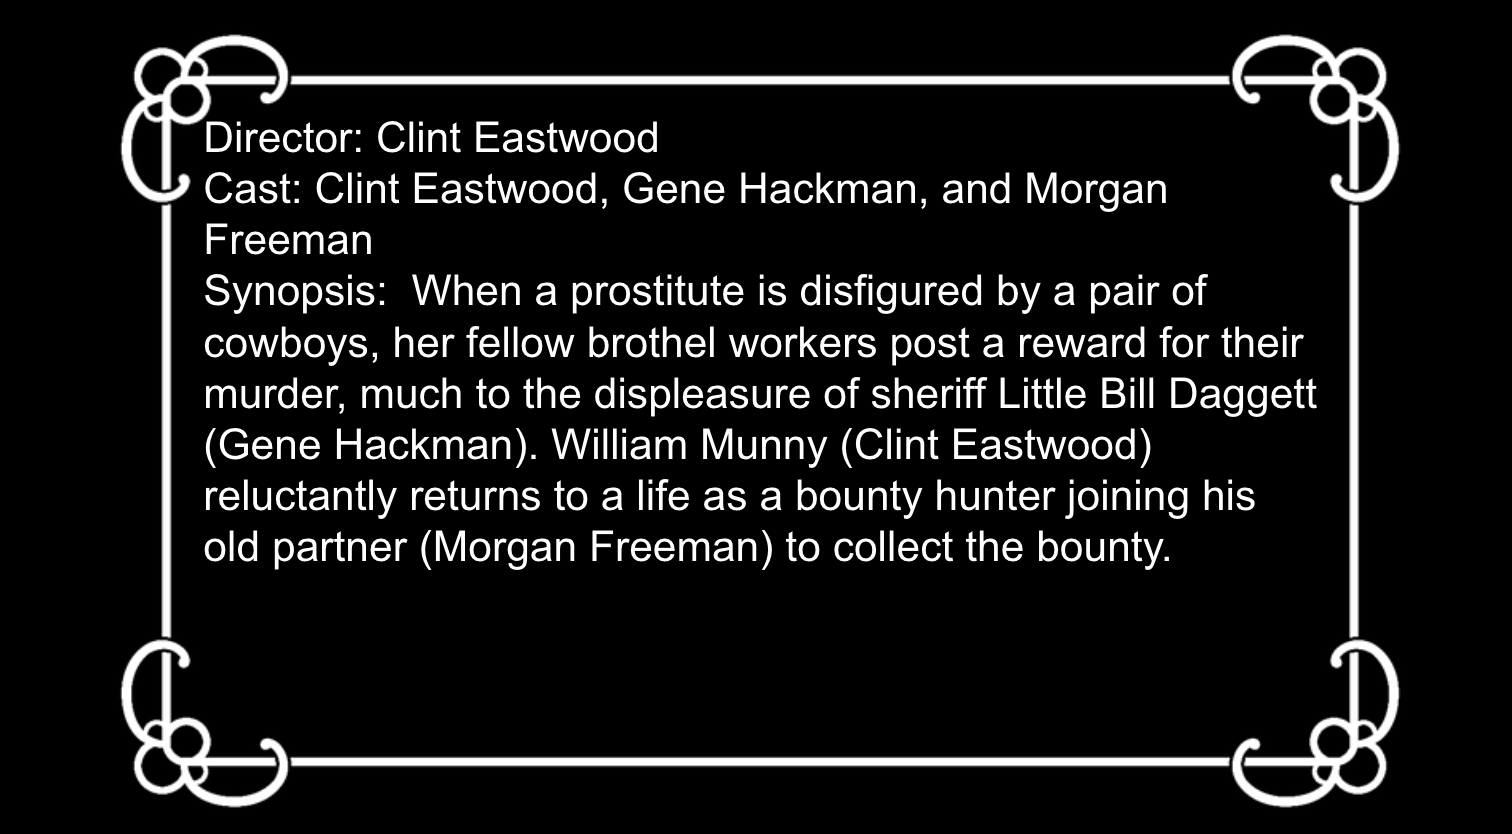 Director: Clint Eastwood
Cast: Clint Eastwood, Gene Hackman, and Morgan
Freeman
Synopsis:  When a prostitute is disfigured by a pair of
cowboys, her fellow brothel workers post a reward for their
murder, much to the displeasure of sheriff Little Bill Daggett
(Gene Hackman). William Munny (Clint Eastwood)
reluctantly returns to a life as a bounty hunter joining his
old partner (Morgan Freeman) to collect the bounty.